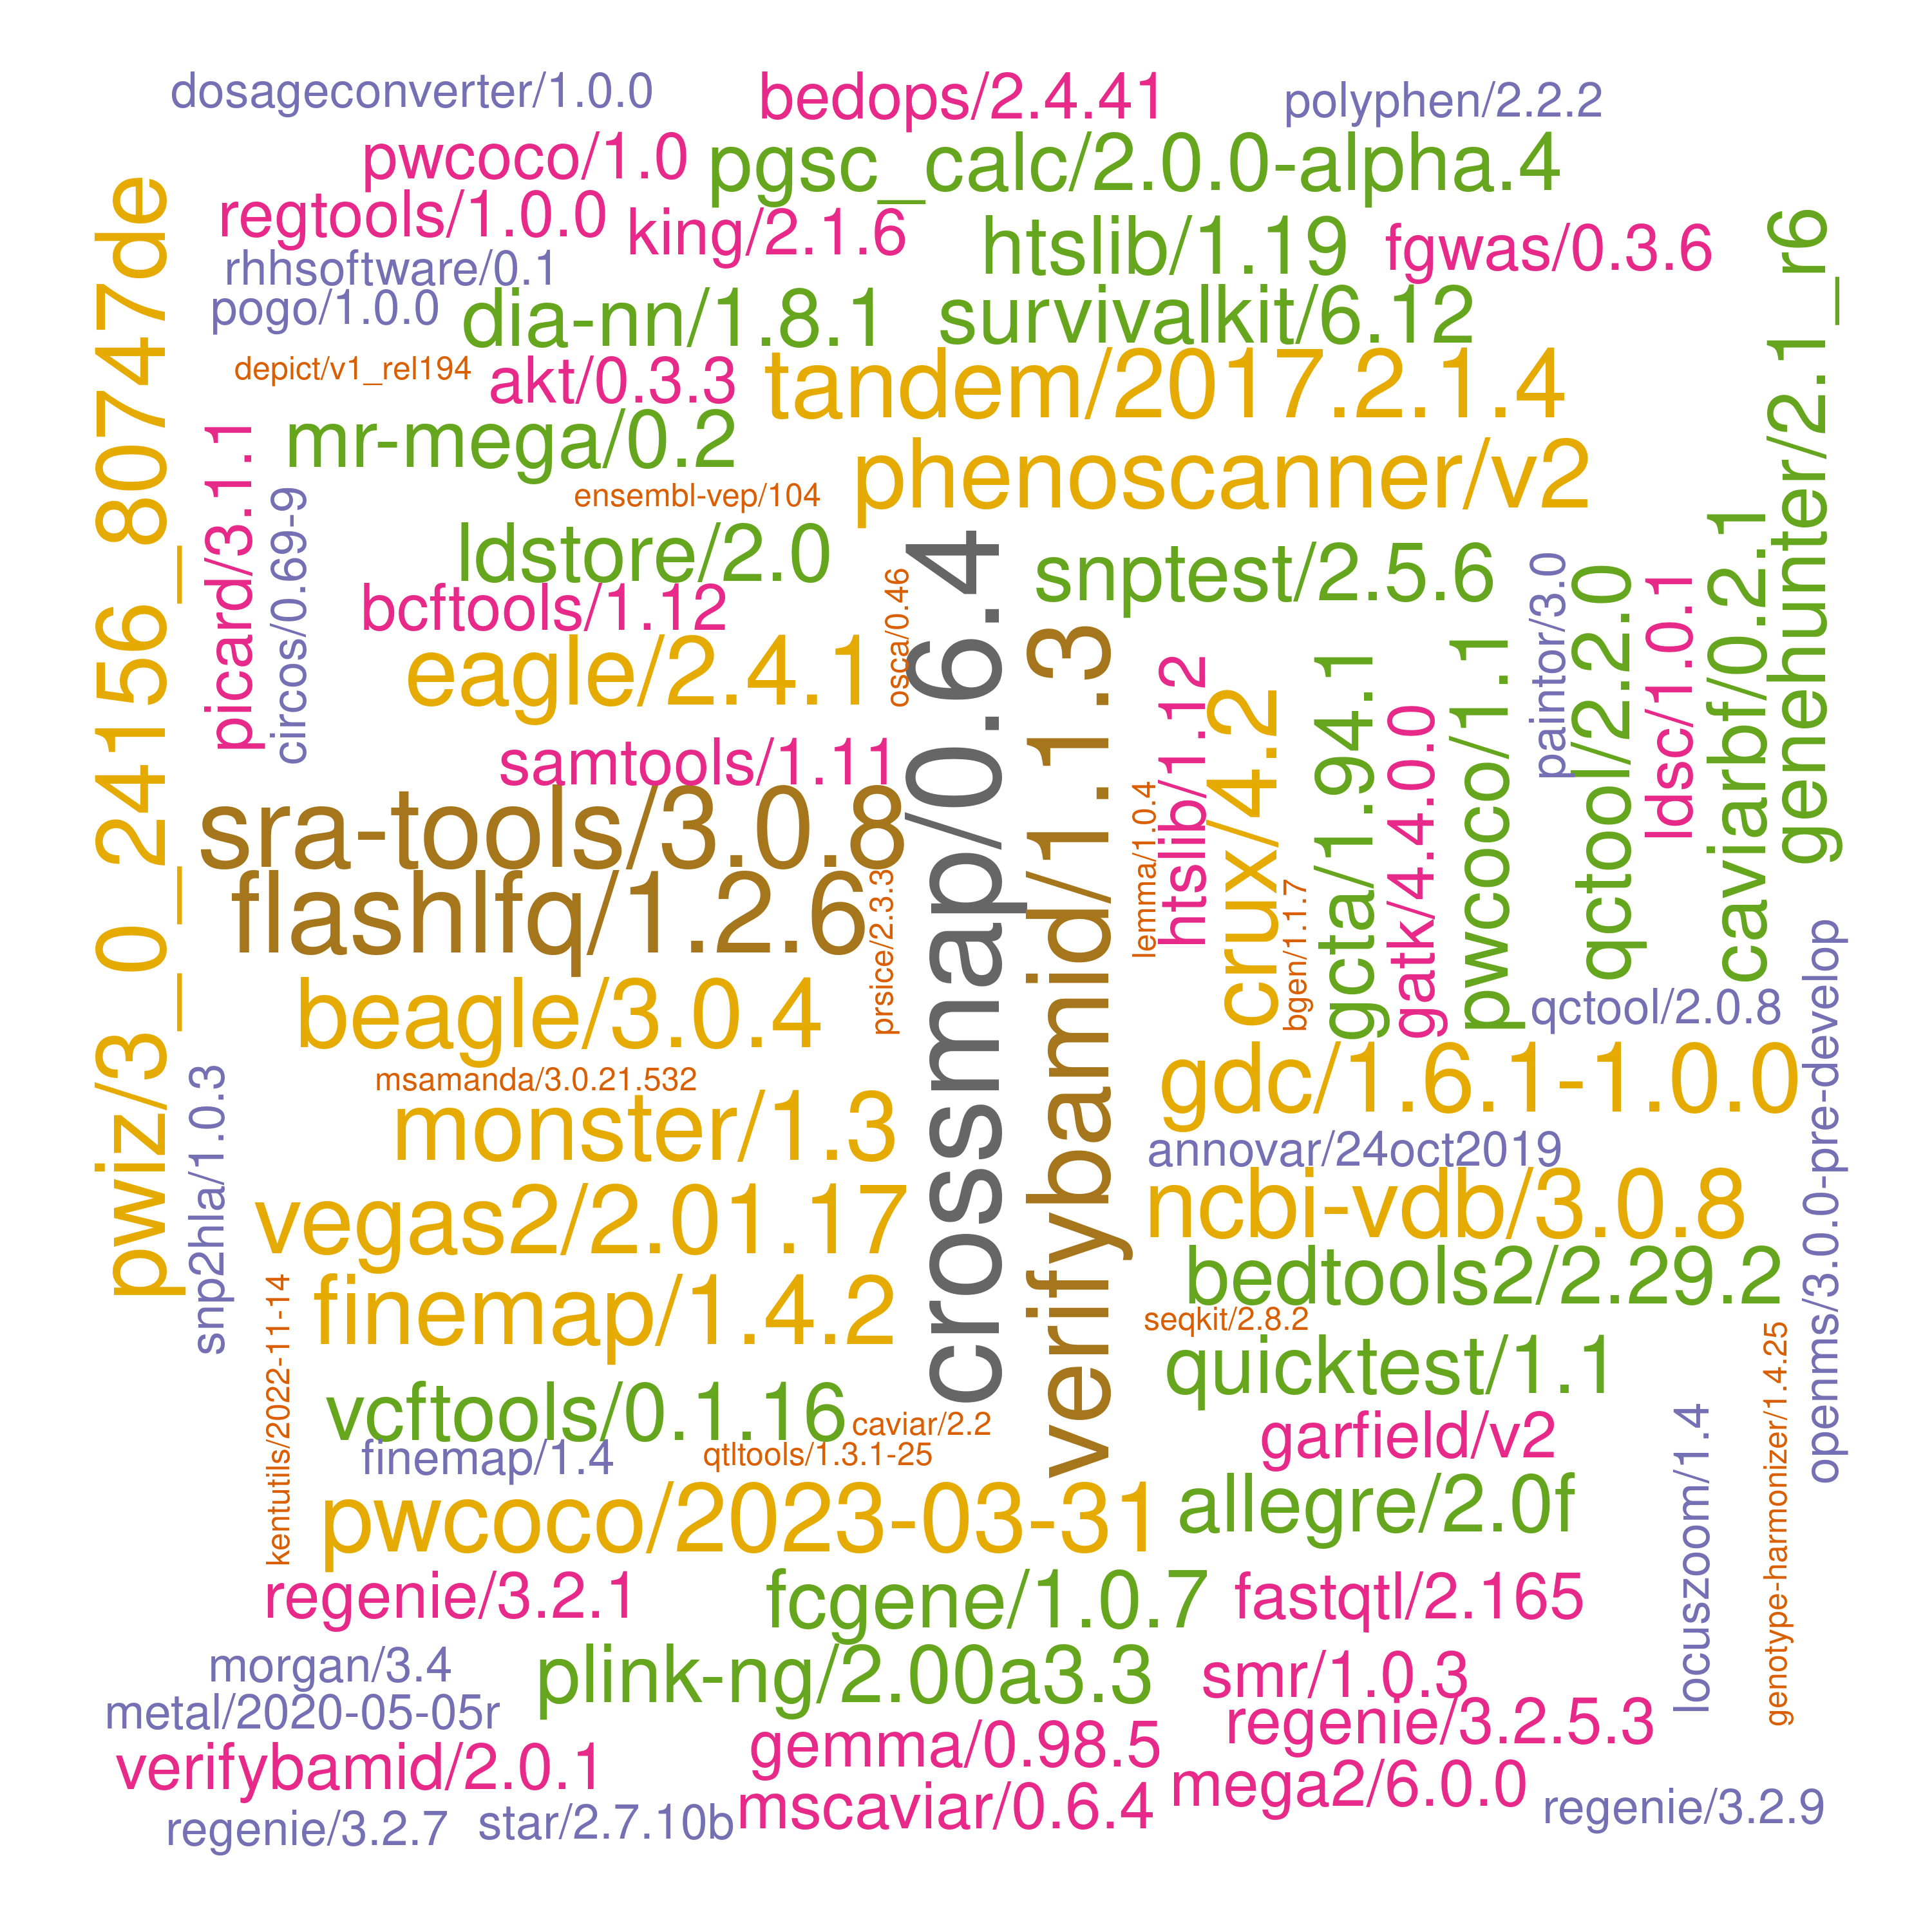 dosageconverter/1.0.0
bedops/2.4.41
polyphen/2.2.2
pwcoco/1.0
pgsc_calc/2.0.0-alpha.4
regtools/1.0.0
king/2.1.6
htslib/1.19
fgwas/0.3.6
rhhsoftware/0.1
pogo/1.0.0
dia-nn/1.8.1
survivalkit/6.12
depict/v1_rel194
akt/0.3.3
tandem/2017.2.1.4
mr-mega/0.2
phenoscanner/v2
ensembl-vep/104
pwiz/3_0_24156_80747de
picard/3.1.1
circos/0.69-9
ldstore/2.0
bcftools/1.12
eagle/2.4.1
osca/0.46
crossmap/0.6.4
verifybamid/1.1.3
snptest/2.5.6
paintor/3.0
qctool/2.2.0
ldsc/1.0.1
caviarbf/0.2.1
genehunter/2.1_r6
samtools/1.11
sra-tools/3.0.8
flashlfq/1.2.6
prsice/2.3.3
lemma/1.0.4
htslib/1.12
crux/4.2
bgen/1.1.7
gcta/1.94.1
gatk/4.4.0.0
pwcoco/1.1
beagle/3.0.4
qctool/2.0.8
openms/3.0.0-pre-develop
msamanda/3.0.21.532
gdc/1.6.1-1.0.0
snp2hla/1.0.3
monster/1.3
annovar/24oct2019
vegas2/2.01.17
ncbi-vdb/3.0.8
kentutils/2022-11-14
finemap/1.4.2
bedtools2/2.29.2
seqkit/2.8.2
quicktest/1.1
vcftools/0.1.16
caviar/2.2
garfield/v2
locuszoom/1.4
genotype-harmonizer/1.4.25
finemap/1.4
qtltools/1.3.1-25
pwcoco/2023-03-31
allegre/2.0f
regenie/3.2.1
fcgene/1.0.7
fastqtl/2.165
morgan/3.4
plink-ng/2.00a3.3
smr/1.0.3
metal/2020-05-05r
regenie/3.2.5.3
verifybamid/2.0.1
gemma/0.98.5
mega2/6.0.0
regenie/3.2.7
star/2.7.10b
mscaviar/0.6.4
regenie/3.2.9